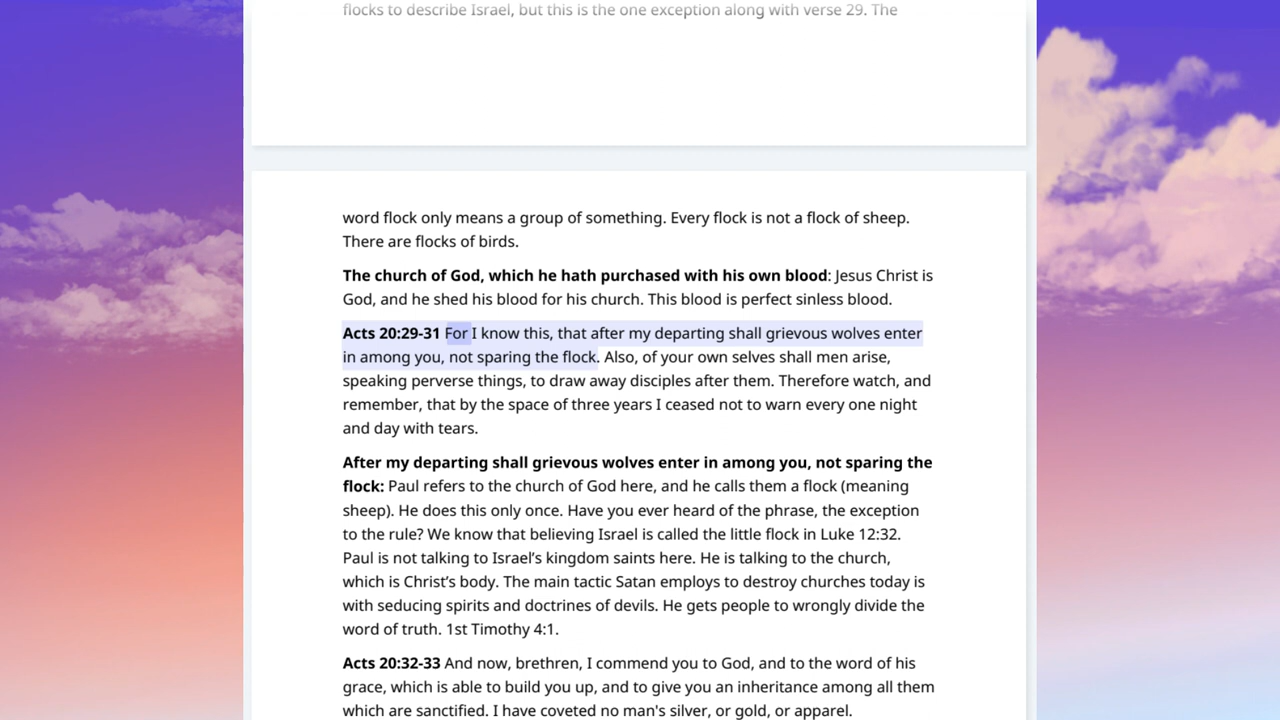 flocks to describe Israel, but this is the one exception along with verse 29. The
word flock only means a group of something. Every flock is not a flock of sheep.
There are flocks of birds.
The church of God, which he hath purchased with his own blood: Jesus Christ is
God, and he shed his blood for his church. This blood is perfect sinless blood.
Acts 20:29-31 For I know this, that after my departing shall grievous wolves enter
in among you, not sparing the flock. Also, of your own selves shall men arise,
speaking perverse things, to draw away disciples after them. Therefore watch, and
remember, that by the space of three years I ceased not to warn every one night
and day with tears.
After my departing shall grievous wolves enter in among you, not sparing the
flock: Paul refers to the church of God here, and he calls them a flock (meaning
sheep). He does this only once. Have you ever heard of the phrase, the exception
to the rule? We know that believing Israel is called the little flock in Luke 12:32.
Paul is not talking to Israel’s kingdom saints here. He is talking to the church,
which is Christ’s body. The main tactic Satan employs to destroy churches today is
with seducing spirits and doctrines of devils. He gets people to wrongly divide the
word of truth. 1st Timothy 4:1.
Acts 20:32-33 And now, brethren, I commend you to God, and to the word of his
grace, which is able to build you up, and to give you an inheritance among all them
which are sanctified. I have coveted no man's silver, or gold, or apparel.